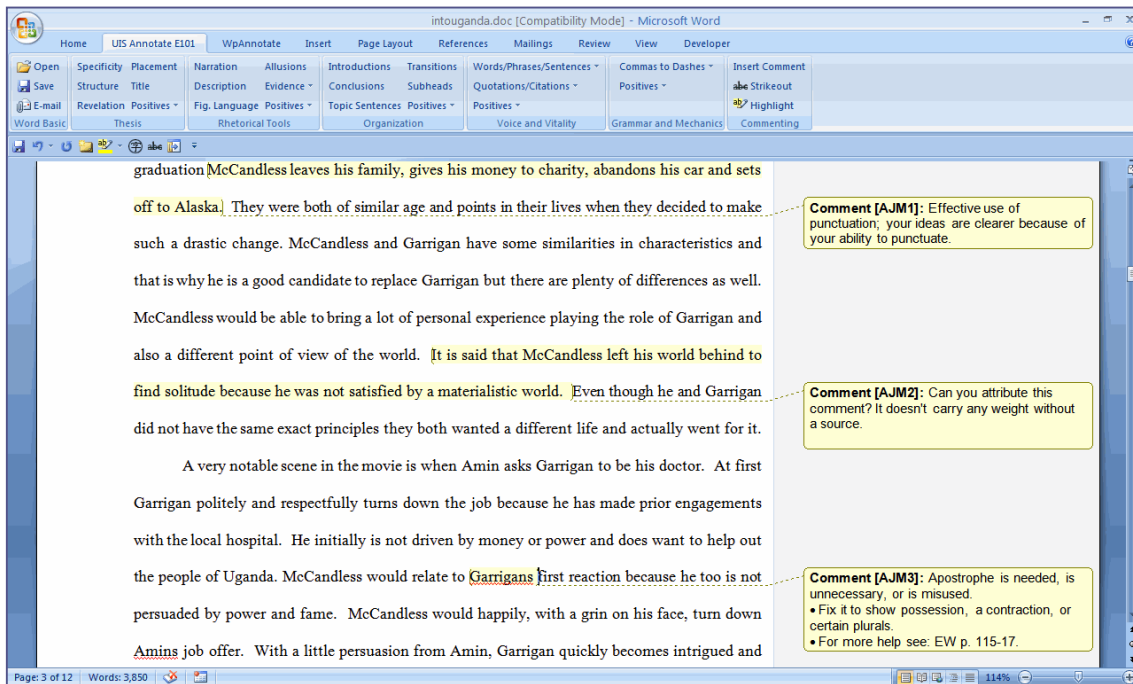 intouganda.doc [Compatibility Mode] - Microsoft Word
Home UIS Annotate E101 WpAnnotate Insert Page Layout References Mailings Review View Developer
Open Specificity Placement Narration Allusions Introductions Transitions Words/Phrases/Sentences Commas to Dashes Insert Comment
Save Structure Title Description Evidence Conclusions Subheads Quotations/Citations Positives abc Strikeout
E-mail Revelation Positives Fig. Language Positives Topic Sentences Positives Positives ab Highlight
Word Basic Thesis Rhetorical Tools Organization Voice and Vitality Grammar and Mechanics Commenting
graduation McCandless leaves his family, gives his money to charity, abandons his car and sets
off to Alaska. They were both of similar age and points in their lives when they decided to make
such a drastic change. McCandless and Garrigan have some similarities in characteristics and
that is why he is a good candidate to replace Garrigan but there are plenty of differences as well.
McCandless would be able to bring a lot of personal experience playing the role of Garrigan and
also a different point of view of the world. It is said that McCandless left his world behind to
find solitude because he was not satisfied by a materialistic world. Even though he and Garrigan
did not have the same exact principles they both wanted a different life and actually went for it.
A very notable scene in the movie is when Amin asks Garrigan to be his doctor. At first
Garrigan politely and respectfully turns down the job because he has made prior engagements
with the local hospital. He initially is not driven by money or power and does want to help out
the people of Uganda. McCandless would relate to Garrigans first reaction because he too is not
persuaded by power and fame. McCandless would happily, with a grin on his face, turn down
Amins job offer. With a little persuasion from Amin, Garrigan quickly becomes intrigued and
Comment [AJM1]: Effective use of
punctuation; your ideas are clearer because of
your ability to punctuate.
Comment [AJM2]: Can you attribute this
comment? It doesn't carry any weight without
a source.
Comment [AJM3]: Apostrophe is needed, is
unnecessary, or is misused.
• Fix it to show possession, a contraction, or
certain plurals.
• For more help see: EW p. 115-17.
Page: 3 of 12 Words: 3,850 114%